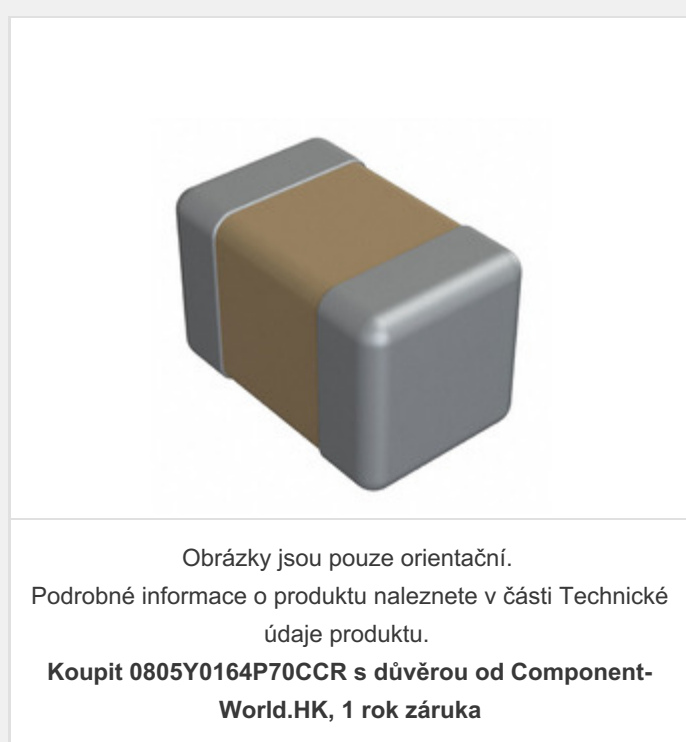 Obrázky jsou pouze orientační.
Podrobné informace o produktu naleznete v části Technické
údaje produktu.
Koupit 0805Y0164P70CCR s důvěrou od Component-
World.HK, 1 rok záruka